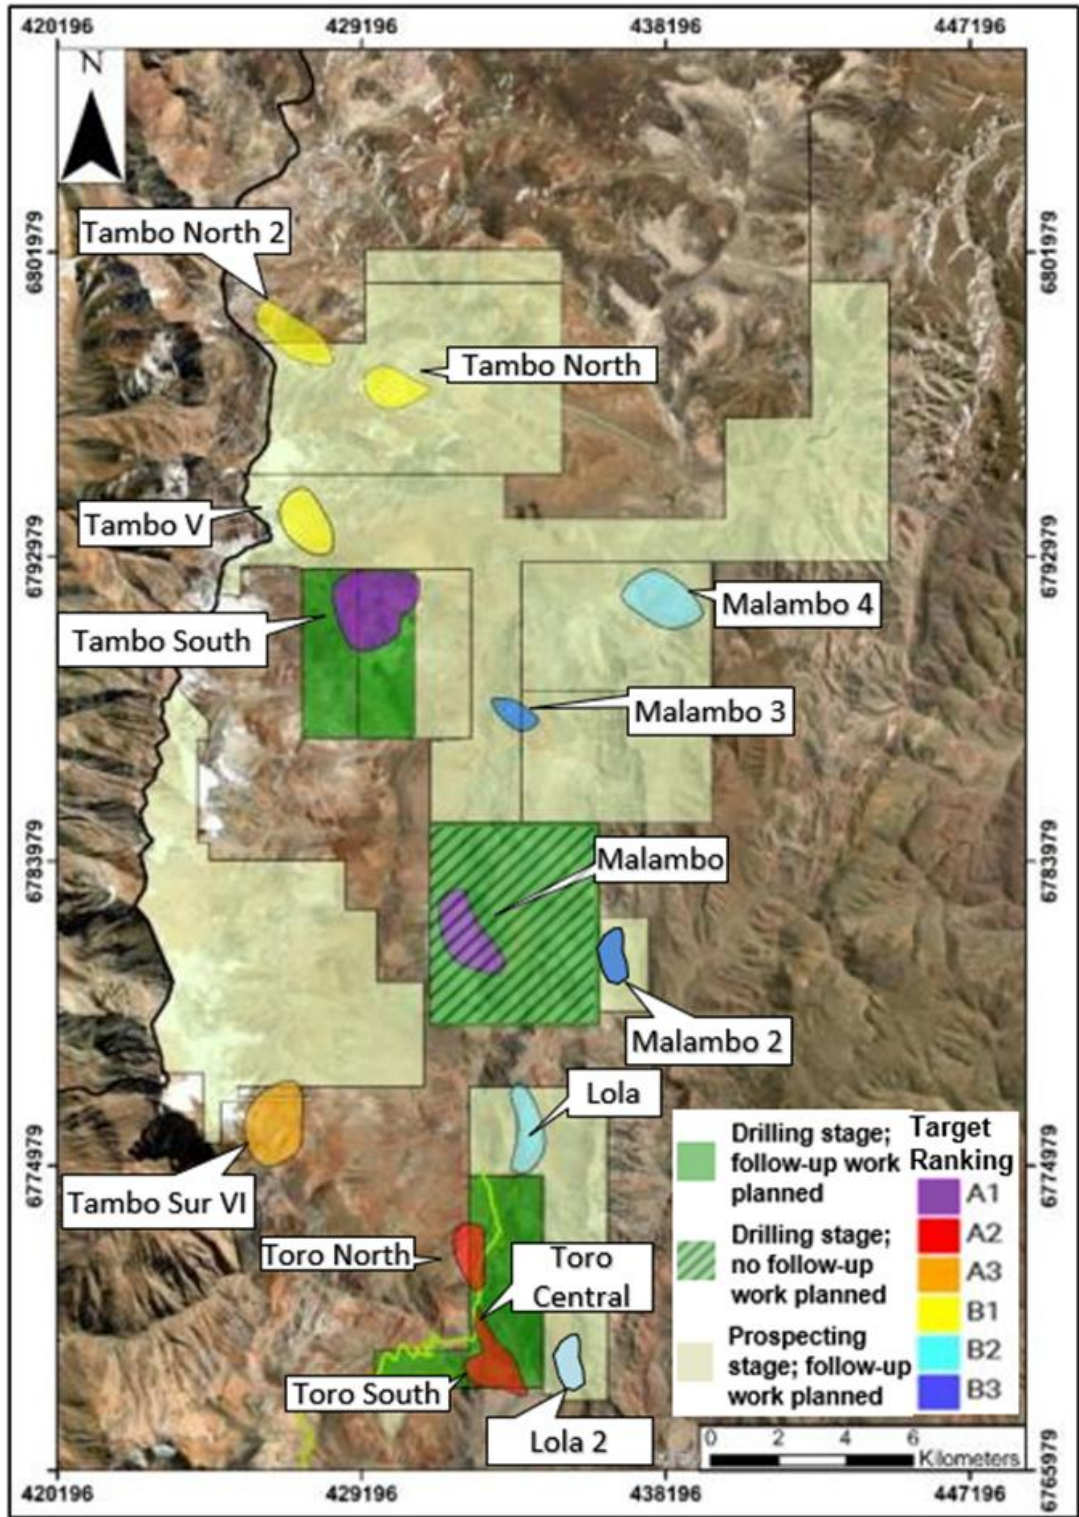 420196
429196
438196
447196
N
Tambo North 2
6801979
6801979
Tambo North
Tambo V
6792979
6792979
Malambo 4
Tambo South
Malambo 3
6783979
6783979
Malambo
Malambo 2
Lola
6774979
6774979
Tambo Sur VI
Toro North
Toro
Central
Toro South
Lola 2
Drilling stage;
follow-up work
planned
Drilling stage;
no follow-up
work planned
Prospecting
stage; follow-up
work planned
Target
Ranking
A1
A2
A3
B1
B2
B3
0 2 4 6
Kilometers
6765979
420196
429196
438196
447196